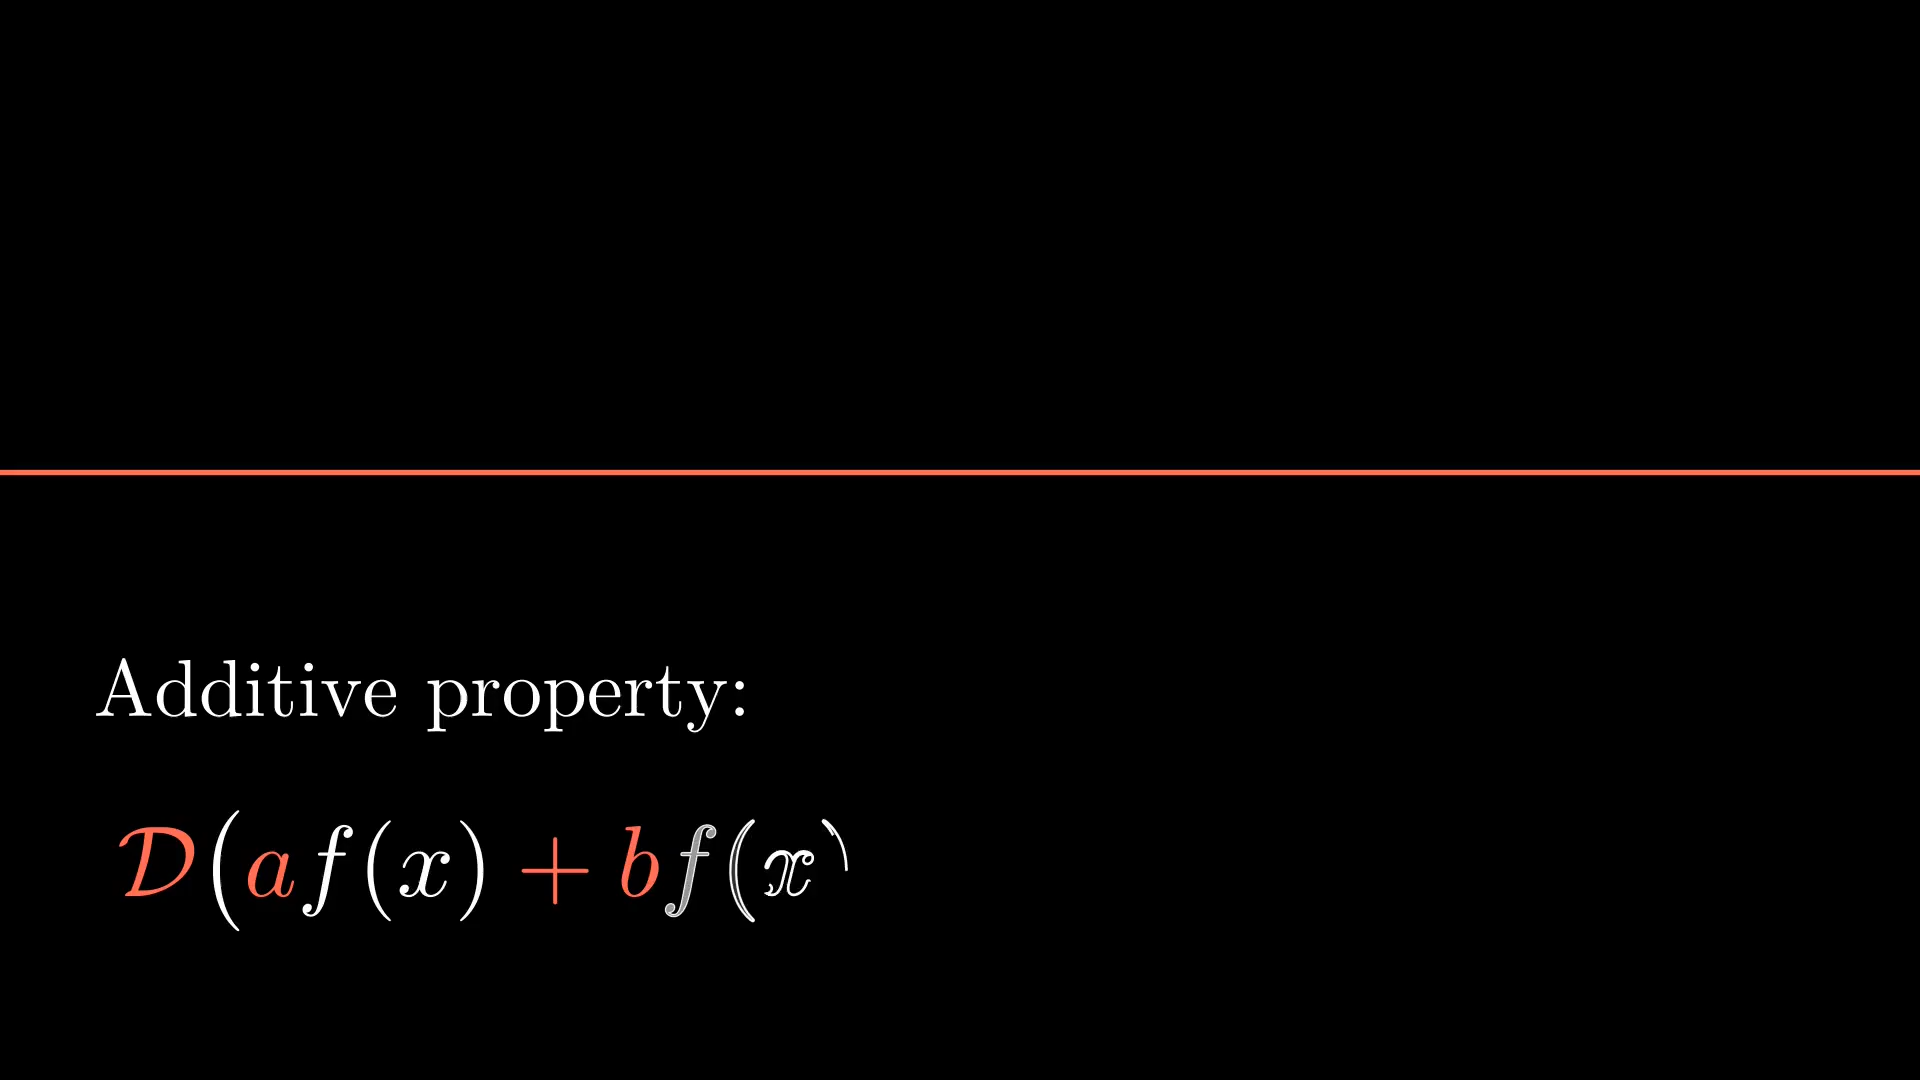 Additive property:
𝒟(af(x) + bf(x)